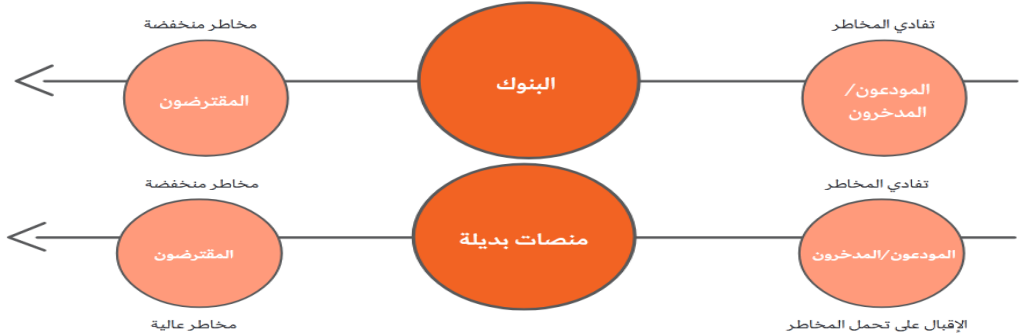 تفادي المخاطر
المودعون/
المدخرون
البنوك
مخاطر منخفضة
المقترضون
تفادي المخاطر
المودعون/المدخرون
الإقبال على تحمل المخاطر
منصات بديلة
مخاطر منخفضة
المقترضون
مخاطر عالية